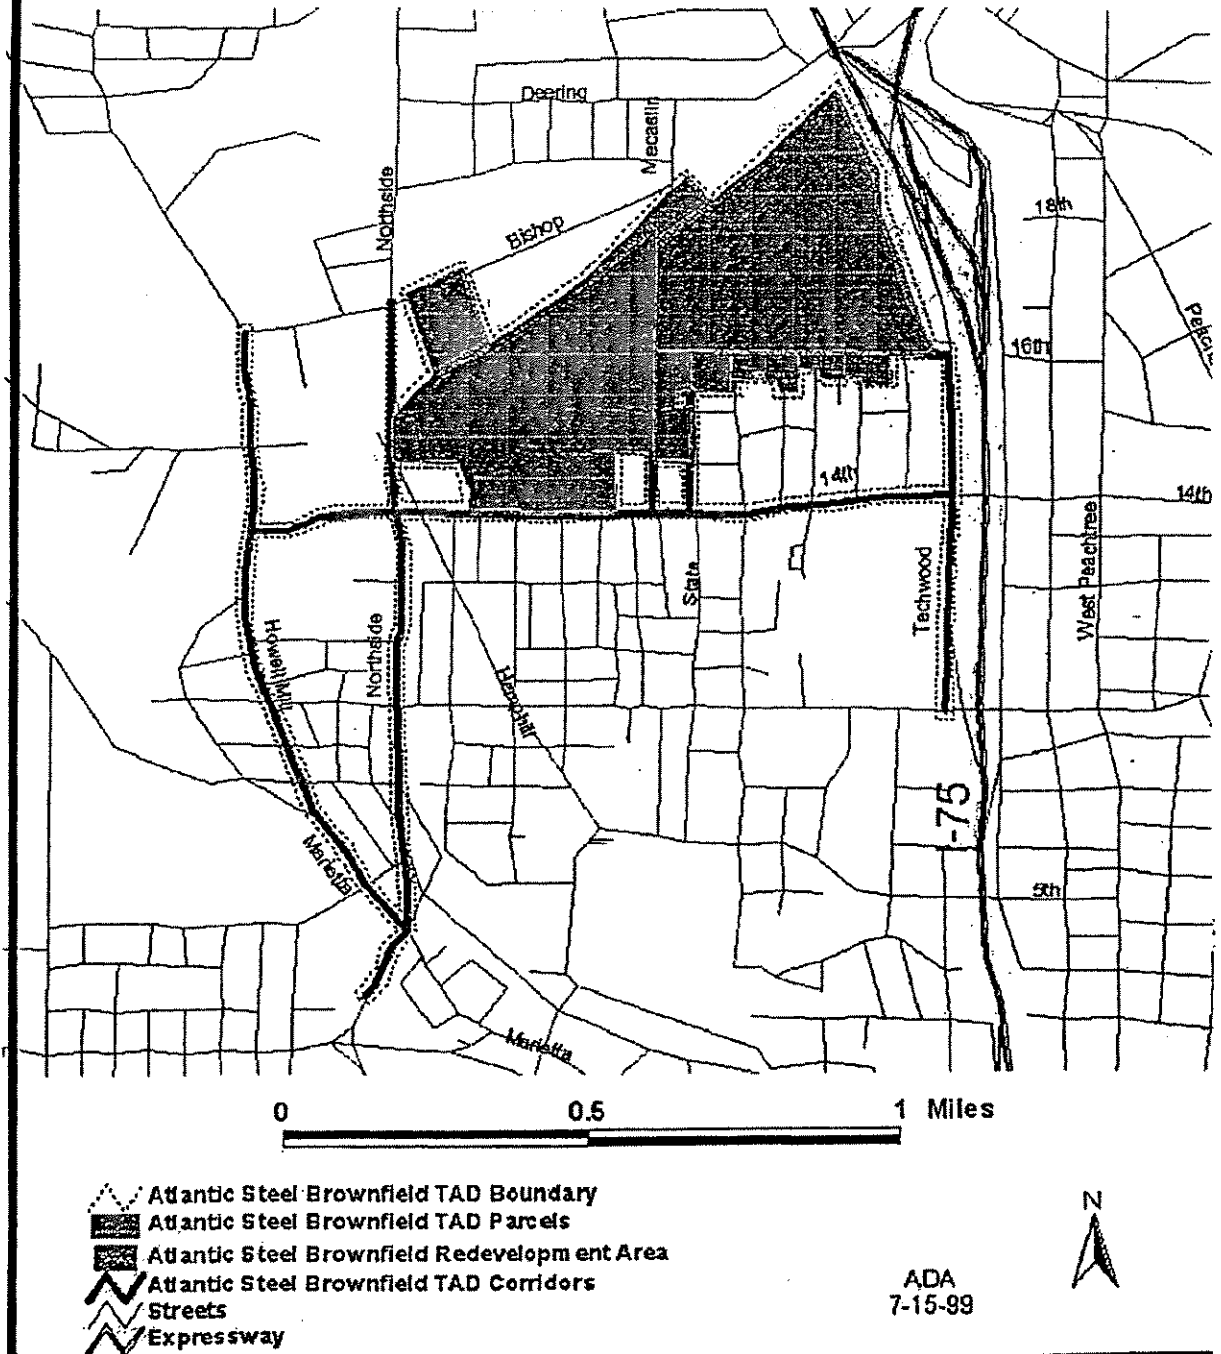 Deering
Mecaslin
Northside
18th
Bishop
16th
14th
14th
West Peachtree
Techwood
State
Howell Mill
Northside
Hemphill
I-75
Marietta
5th
Marietta
0 0.5 1 Miles
Atlantic Steel Brownfield TAD Boundary
Atlantic Steel Brownfield TAD Parcels
Atlantic Steel Brownfield Redevelopment Area
Atlantic Steel Brownfield TAD Corridors
Streets
Expressway
N
ADA
7-15-99